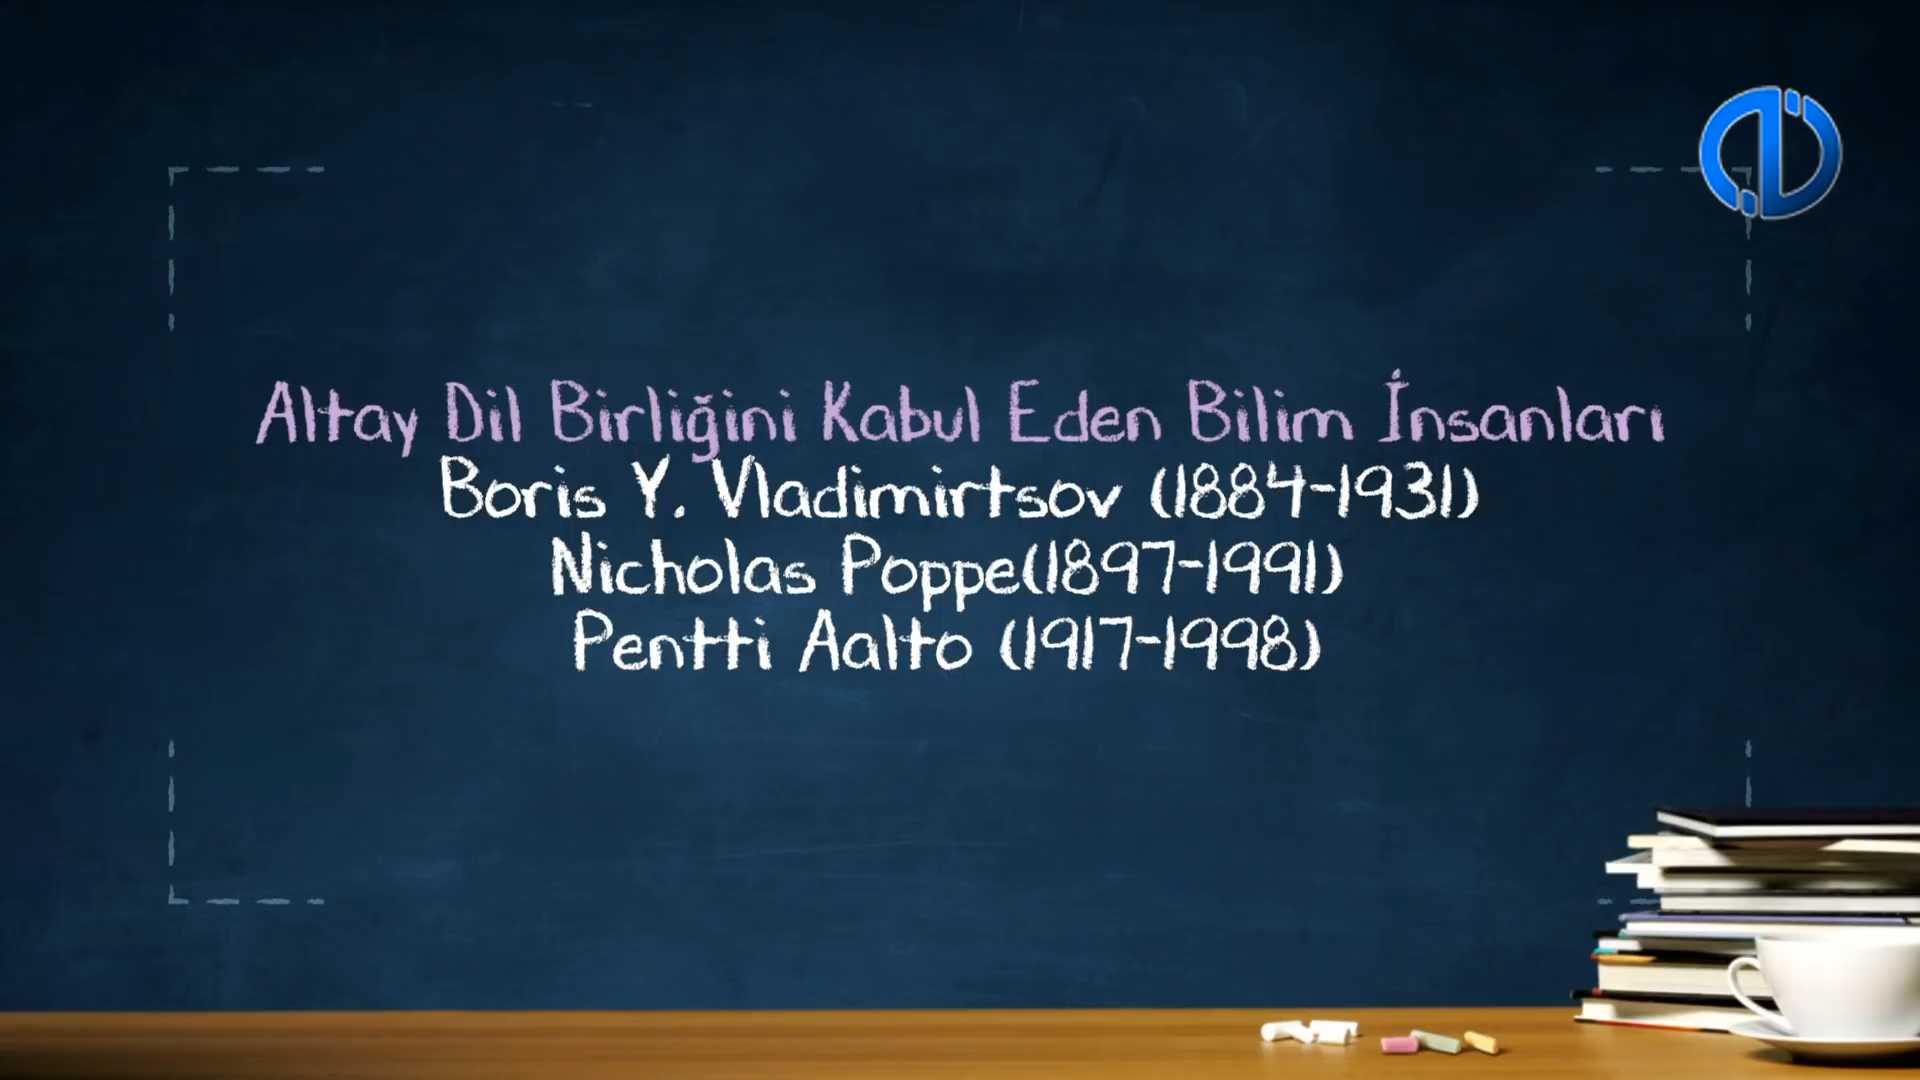 Altay Dil Birliğini Kabul Eden Bilim İnsanları
Boris Y. Vladimirtsov (1884-1931)
Nicholas Poppe(1897-1991)
Pentti Aalto (1917-1998)